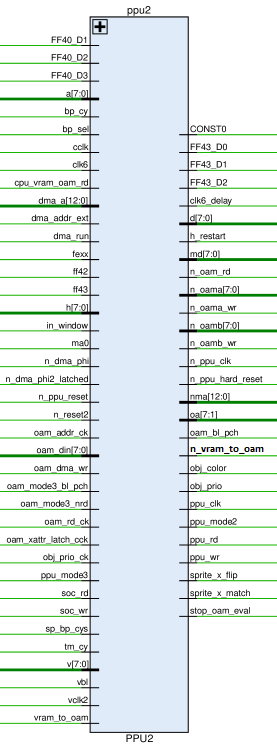 ppu2
FF40_D1
FF40_D2
FF40_D3
a[7:0]
bp_cy
bp_sel
cclk
clk6
cpu_vram_oam_rd
dma_a[12:0]
dma_addr_ext
dma_run
fexx
ff42
ff43
h[7:0]
in_window
ma0
n_dma_phi
n_dma_phi2_latched
n_ppu_reset
n_reset2
oam_addr_ck
oam_din[7:0]
oam_dma_wr
oam_mode3_bl_pch
oam_mode3_nrd
oam_rd_ck
oam_xattr_latch_cck
obj_prio_ck
ppu_mode3
soc_rd
soc_wr
sp_bp_cys
tm_cy
v[7:0]
vbl
vclk2
vram_to_oam
CONST0
FF43_D0
FF43_D1
FF43_D2
clk6_delay
d[7:0]
h_restart
md[7:0]
n_oam_rd
n_oama[7:0]
n_oama_wr
n_oamb[7:0]
n_oamb_wr
n_ppu_clk
n_ppu_hard_reset
nma[12:0]
oa[7:1]
oam_bl_pch
n_vram_to_oam
obj_color
obj_prio
ppu_clk
ppu_mode2
ppu_rd
ppu_wr
sprite_x_flip
sprite_x_match
stop_oam_eval
PPU2